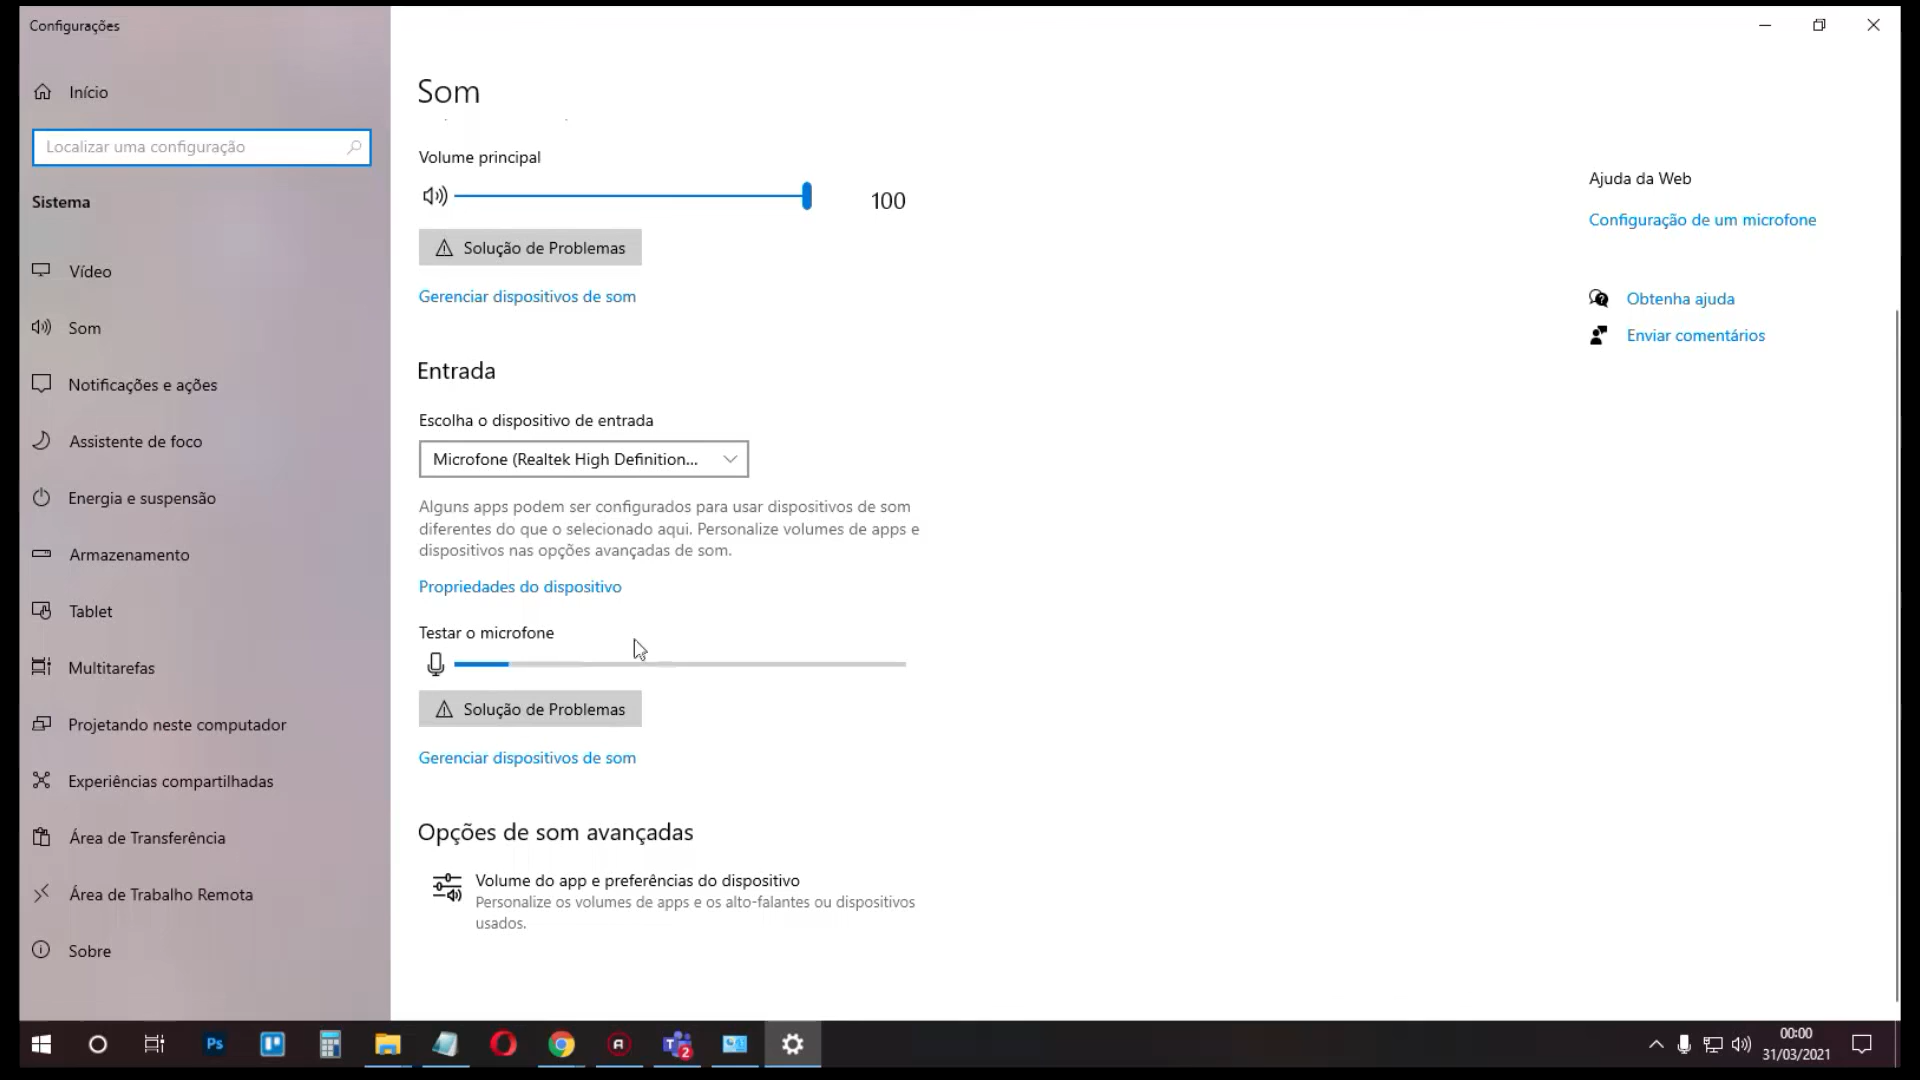 Configurações
Início
Localizar uma configuração
Sistema
Vídeo
Som
Notificações e ações
Assistente de foco
Energia e suspensão
Armazenamento
Tablet
Multitarefas
Projetando neste computador
Experiências compartilhadas
Área de Transferência
Área de Trabalho Remota
Sobre
Som
Volume principal
100
Solução de Problemas
Gerenciar dispositivos de som
Entrada
Escolha o dispositivo de entrada
Microfone (Realtek High Definition...
Alguns apps podem ser configurados para usar dispositivos de som
diferentes do que o selecionado aqui. Personalize volumes de apps e
dispositivos nas opções avançadas de som.
Propriedades do dispositivo
Testar o microfone
Solução de Problemas
Gerenciar dispositivos de som
Opções de som avançadas
Volume do app e preferências do dispositivo
Personalize os volumes de apps e os alto-falantes ou dispositivos
usados.
Ajuda da Web
Configuração de um microfone
Obtenha ajuda
Enviar comentários
Ps
T
2
00:00
31/03/2021